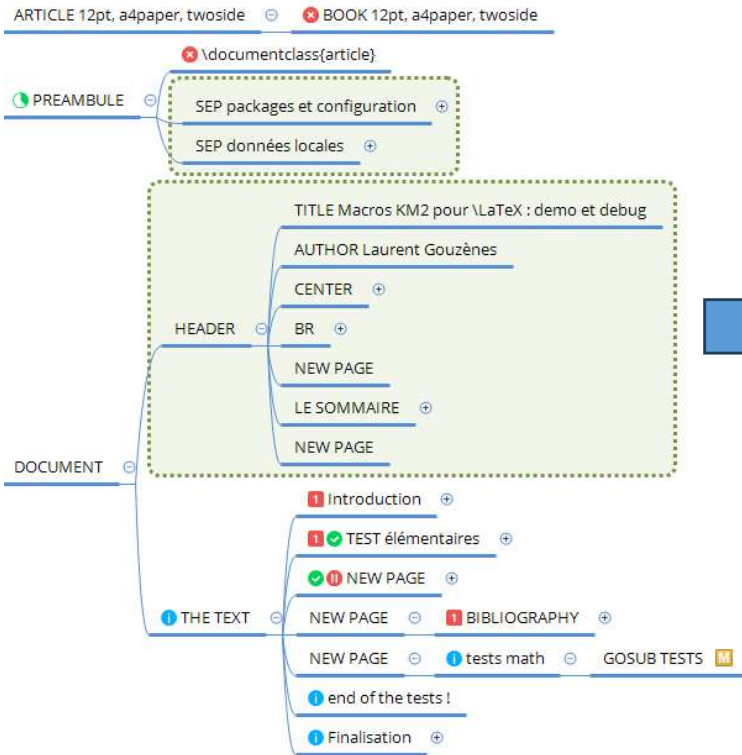 ARTICLE 12pt, a4paper, twoside
BOOK 12pt, a4paper, twoside
PREAMBULE
\documentclass{article}
SEP packages et configuration
SEP données locales
DOCUMENT
HEADER
TITLE Macros KM2 pour \LaTeX : demo et debug
AUTHOR Laurent Gouzènes
CENTER
BR
NEW PAGE
LE SOMMAIRE
NEW PAGE
THE TEXT
1 Introduction
1 TEST élémentaires
NEW PAGE
NEW PAGE
1 BIBLIOGRAPHY
NEW PAGE
tests math
GOSUB TESTS M
end of the tests !
Finalisation